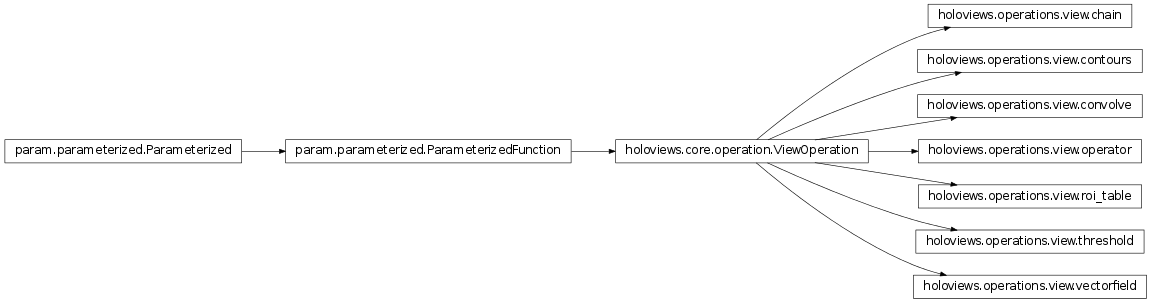 holoviews.operations.view.chain
holoviews.operations.view.contours
holoviews.operations.view.convolve
param.parameterized.Parameterized
param.parameterized.ParameterizedFunction
holoviews.core.operation.ViewOperation
holoviews.operations.view.operator
holoviews.operations.view.roi_table
holoviews.operations.view.threshold
holoviews.operations.view.vectorfield